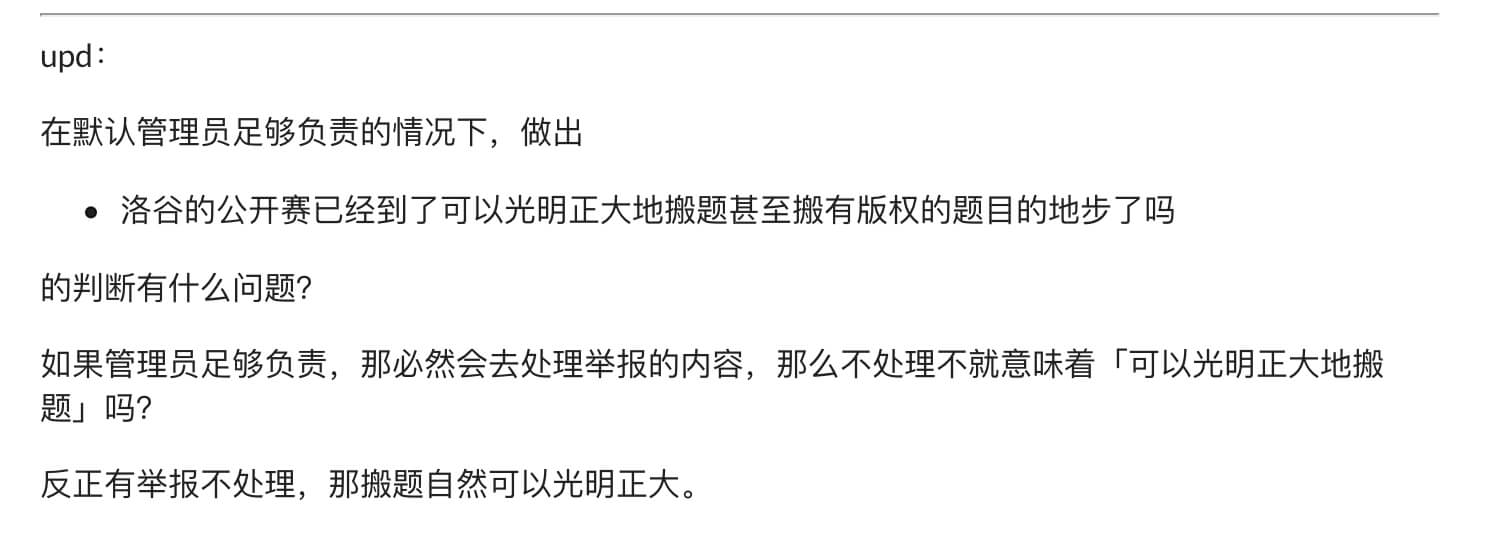 upd：
在默认管理员足够负责的情况下，做出
• 洛谷的公开赛已经到了可以光明正大地搬题甚至搬有版权的题目的地步了吗
的判断有什么问题？
如果管理员足够负责，那必然会去处理举报的内容，那么不处理不就意味着「可以光明正大地搬
题」吗？
反正有举报不处理，那搬题自然可以光明正大。